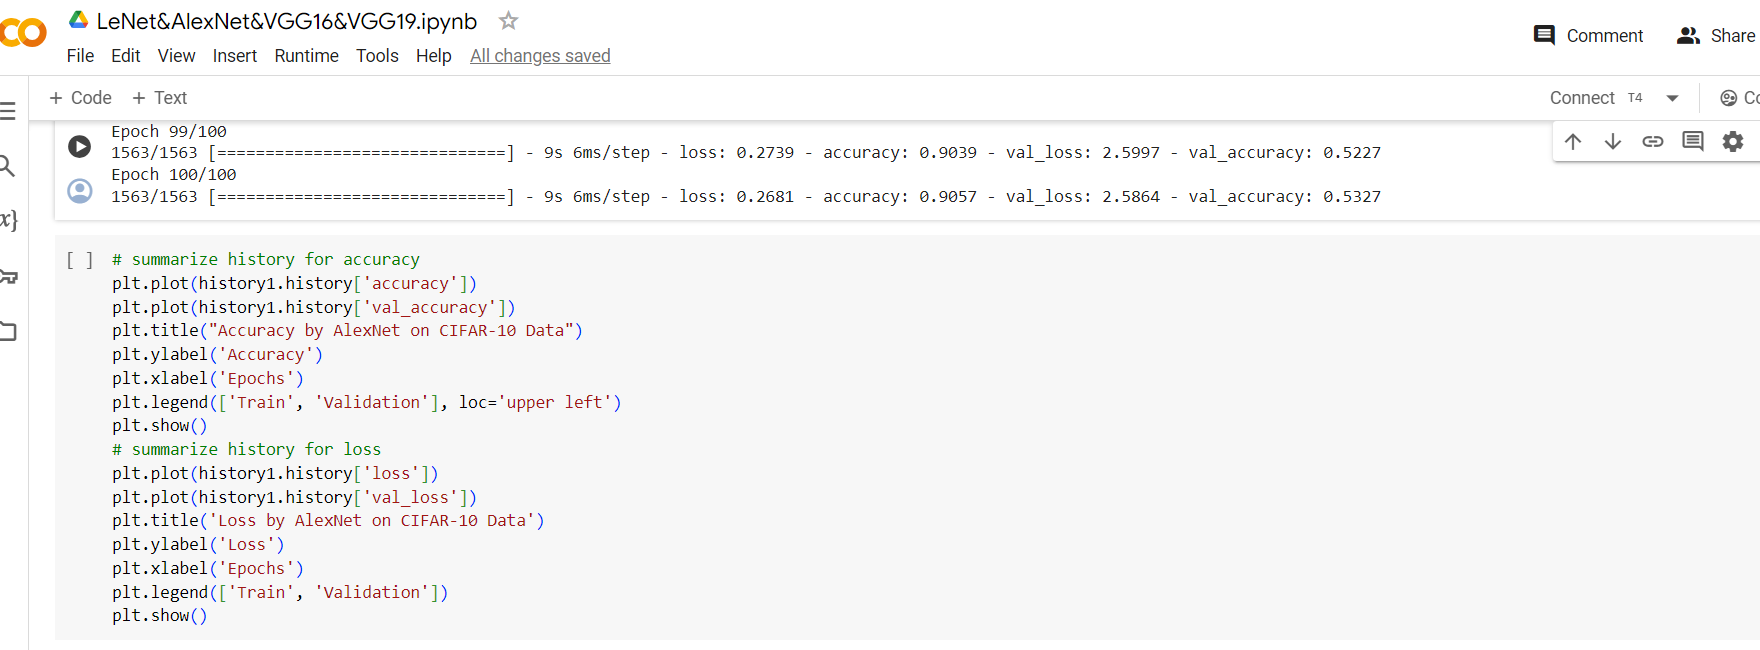 LeNet&AlexNet&VGG16&VGG19.ipynb
File Edit View Insert Runtime Tools Help All changes saved
Comment Share
+ Code + Text
Connect T4
Epoch 99/100
1563/1563 [==============================] - 9s 6ms/step - loss: 0.2739 - accuracy: 0.9039 - val_loss: 2.5997 - val_accuracy: 0.5227
Epoch 100/100
1563/1563 [==============================] - 9s 6ms/step - loss: 0.2681 - accuracy: 0.9057 - val_loss: 2.5864 - val_accuracy: 0.5327
[ ] # summarize history for accuracy
plt.plot(history1.history['accuracy'])
plt.plot(history1.history['val_accuracy'])
plt.title("Accuracy by AlexNet on CIFAR-10 Data")
plt.ylabel('Accuracy')
plt.xlabel('Epochs')
plt.legend(['Train', 'Validation'], loc='upper left')
plt.show()
# summarize history for loss
plt.plot(history1.history['loss'])
plt.plot(history1.history['val_loss'])
plt.title('Loss by AlexNet on CIFAR-10 Data')
plt.ylabel('Loss')
plt.xlabel('Epochs')
plt.legend(['Train', 'Validation'])
plt.show()